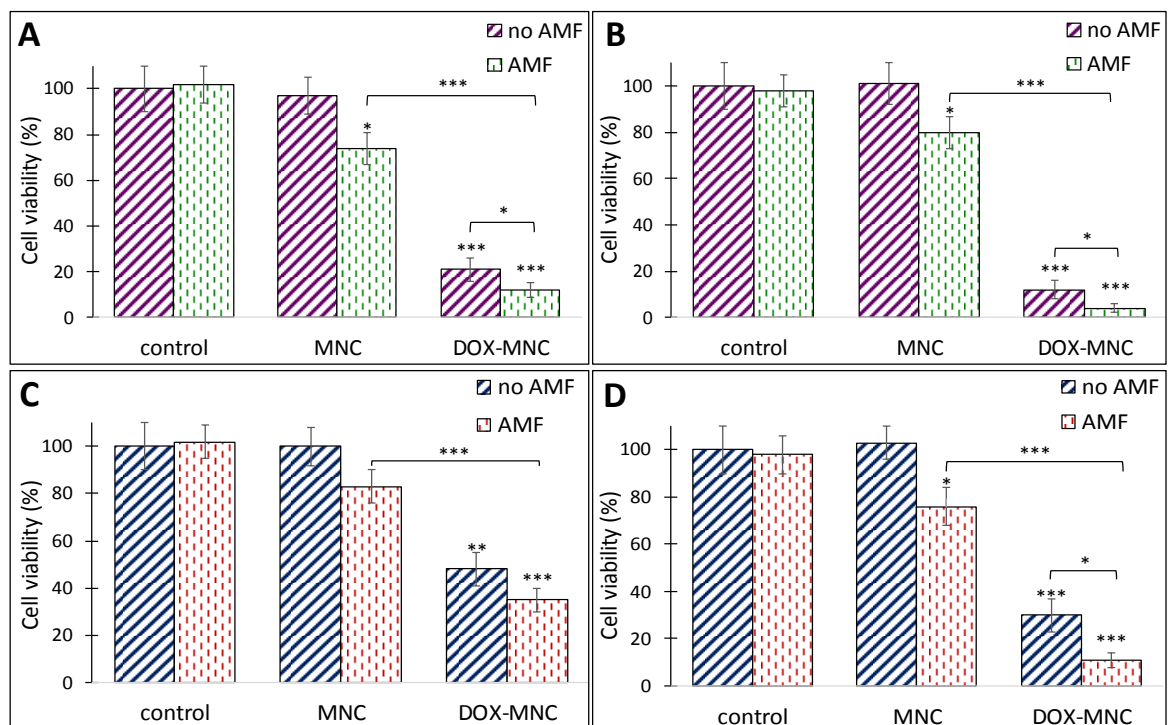 A
no AMF
AMF
Cell viability (%)
100
80
60
40
20
0
***
*
*
***
***
control
MNC
DOX-MNC
B
no AMF
AMF
Cell viability (%)
100
80
60
40
20
0
***
*
*
***
***
control
MNC
DOX-MNC
C
no AMF
AMF
Cell viability (%)
100
80
60
40
20
0
***
**
***
control
MNC
DOX-MNC
D
no AMF
AMF
Cell viability (%)
100
80
60
40
20
0
***
*
*
***
***
control
MNC
DOX-MNC